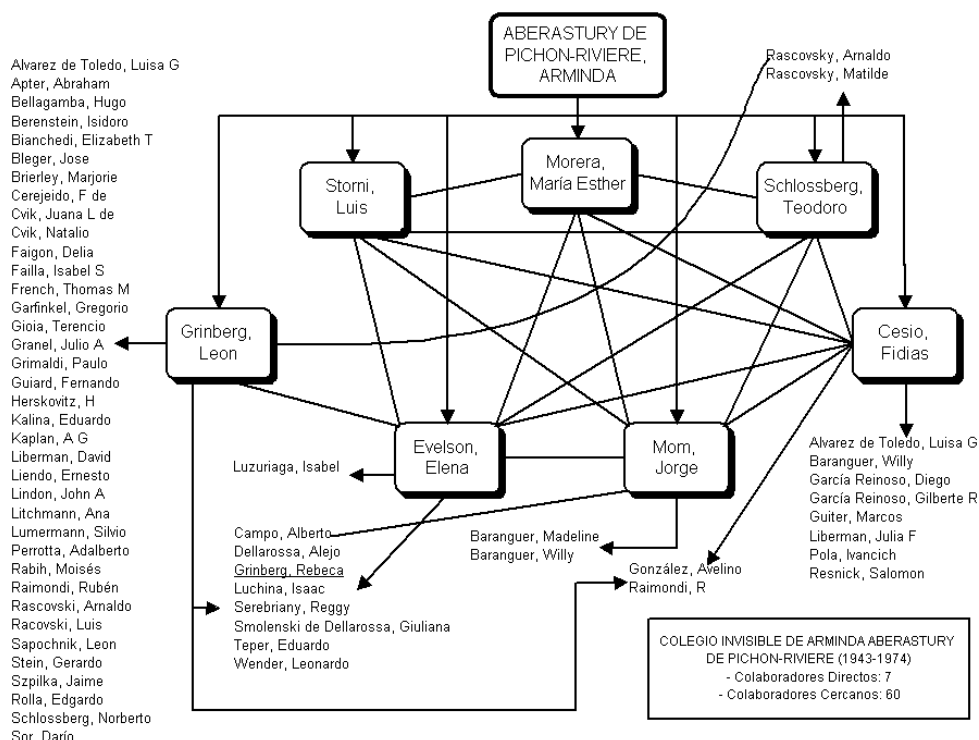 ABERASTURY DE
PICHON-RIVIERE,
ARMINDA
Rascovsky, Arnaldo
Rascovsky, Matilde
Alvarez de Toledo, Luisa G
Apter, Abraham
Bellagamba, Hugo
Berenstein, Isidoro
Bianchedi, Elizabeth T
Bleger, Jose
Brierley, Marjorie
Cerejeido, F de
Cvik, Juana L de
Cvik, Natalio
Faigon, Delia
Failla, Isabel S
French, Thomas M
Garfinkel, Gregorio
Gioia, Terencio
Granel, Julio A
Grimaldi, Paulo
Guiard, Fernando
Herskovitz, H
Kalina, Eduardo
Kaplan, A G
Liberman, David
Liendo, Ernesto
Lindon, John A
Litchmann, Ana
Lumermann, Silvio
Perrotta, Adalberto
Rabih, Moisés
Raimondi, Rubén
Rascovski, Arnaldo
Racovski, Luis
Sapochnik, Leon
Stein, Gerardo
Szpilka, Jaime
Rolla, Edgardo
Schlossberg, Norberto
Sor, Darío
Storni,
Luis
Morera,
María Esther
Schlossberg,
Teodoro
Grinberg,
Leon
Cesio,
Fidias
Evelson,
Elena
Mom,
Jorge
Luzuriaga, Isabel
Campo, Alberto
Dellarossa, Alejo
Grinberg, Rebeca
Luchina, Isaac
Serebriany, Reggy
Smolenski de Dellarossa, Giuliana
Teper, Eduardo
Wender, Leonardo
Baranguer, Madeline
Baranguer, Willy
González, Avelino
Raimondi, R
Alvarez de Toledo, Luisa G
Baranguer, Willy
García Reinoso, Diego
García Reinoso, Gilberte R
Guiter, Marcos
Liberman, Julia F
Pola, Ivancich
Resnick, Salomon
COLEGIO INVISIBLE DE ARMINDA ABERASTURY
DE PICHON-RIVIERE (1943-1974)
- Colaboradores Directos: 7
- Colaboradores Cercanos: 60